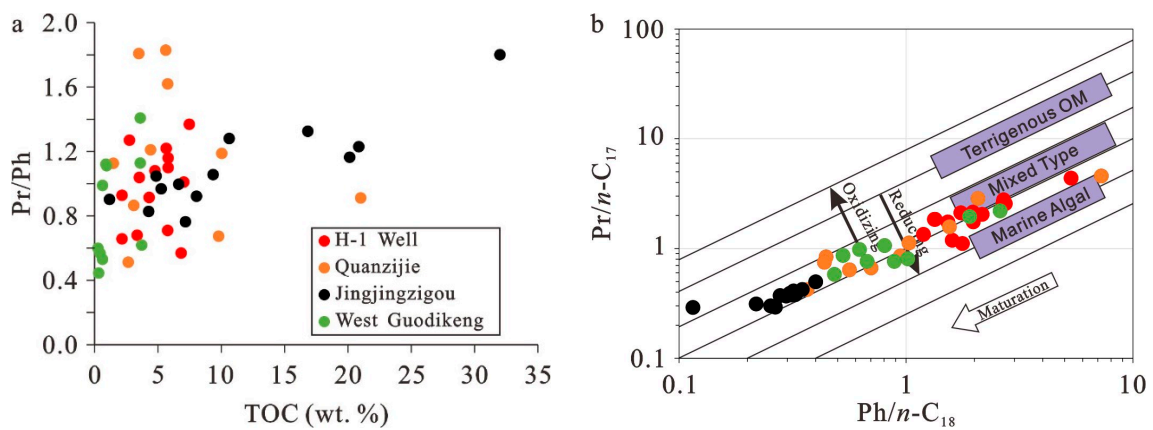 a
2.0
1.6
1.2
0.8
0.4
0.0
Pr/Ph
0
5
10
15
20
25
30
35
TOC (wt. %)
H-1 Well
Quanzijie
Jingjingzigou
West Guodikeng
b
100
10
1
0.1
Pr/n-C17
0.1
1
10
Ph/n-C18
Terrigenous OM
Mixed Type
Marine Algal
Oxidizing
Reducing
Maturation